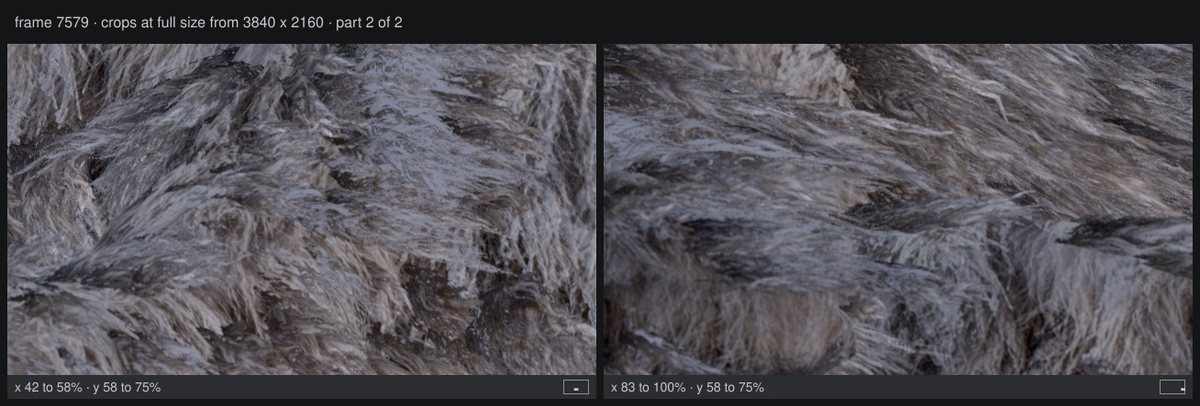 frame 7579 · crops at full size from 3840 x 2160 · part 2 of 2
x 42 to 58% · y 58 to 75%
x 83 to 100% · y 58 to 75%